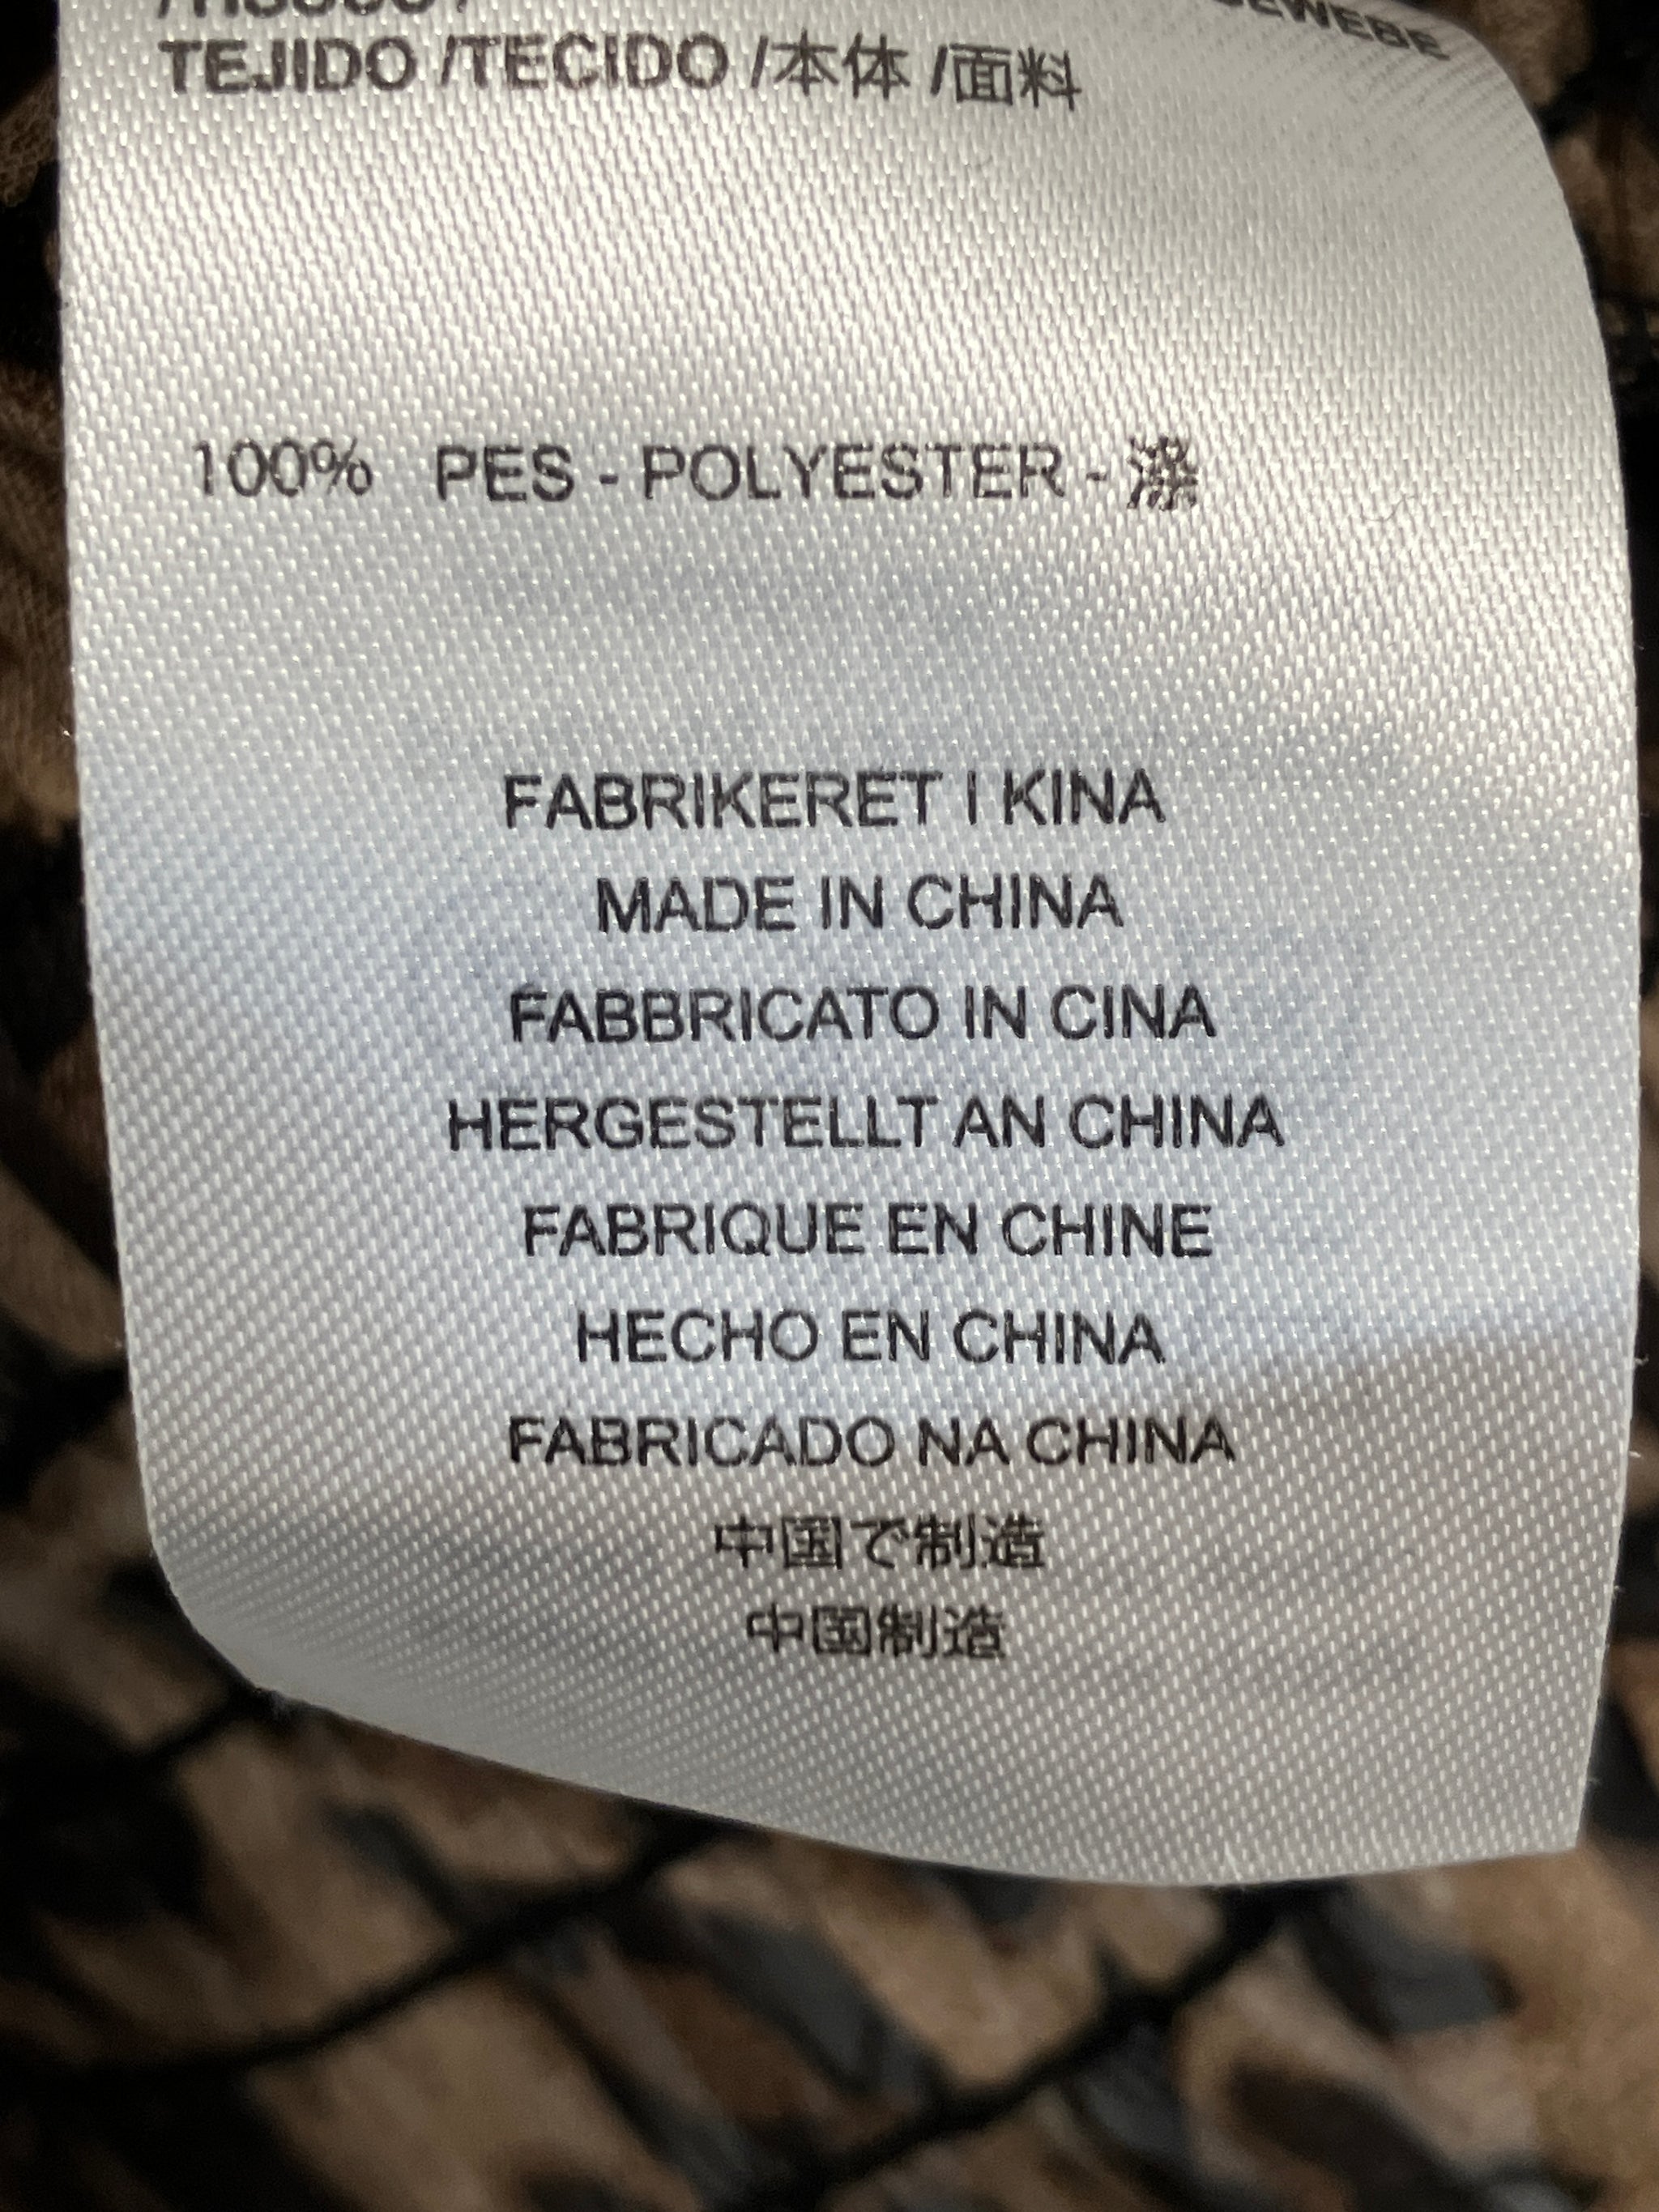 GEWEBE
TEJIDO /TECIDO /本体 /面料
100% PES - POLYESTER -
FABRIKERET I KINA
MADE IN CHINA
FABBRICATO IN CINA
HERGESTELLT AN CHINA
FABRIQUE EN CHINE
HECHO EN CHINA
FABRICADO NA CHINA
中国で制造
中国制造